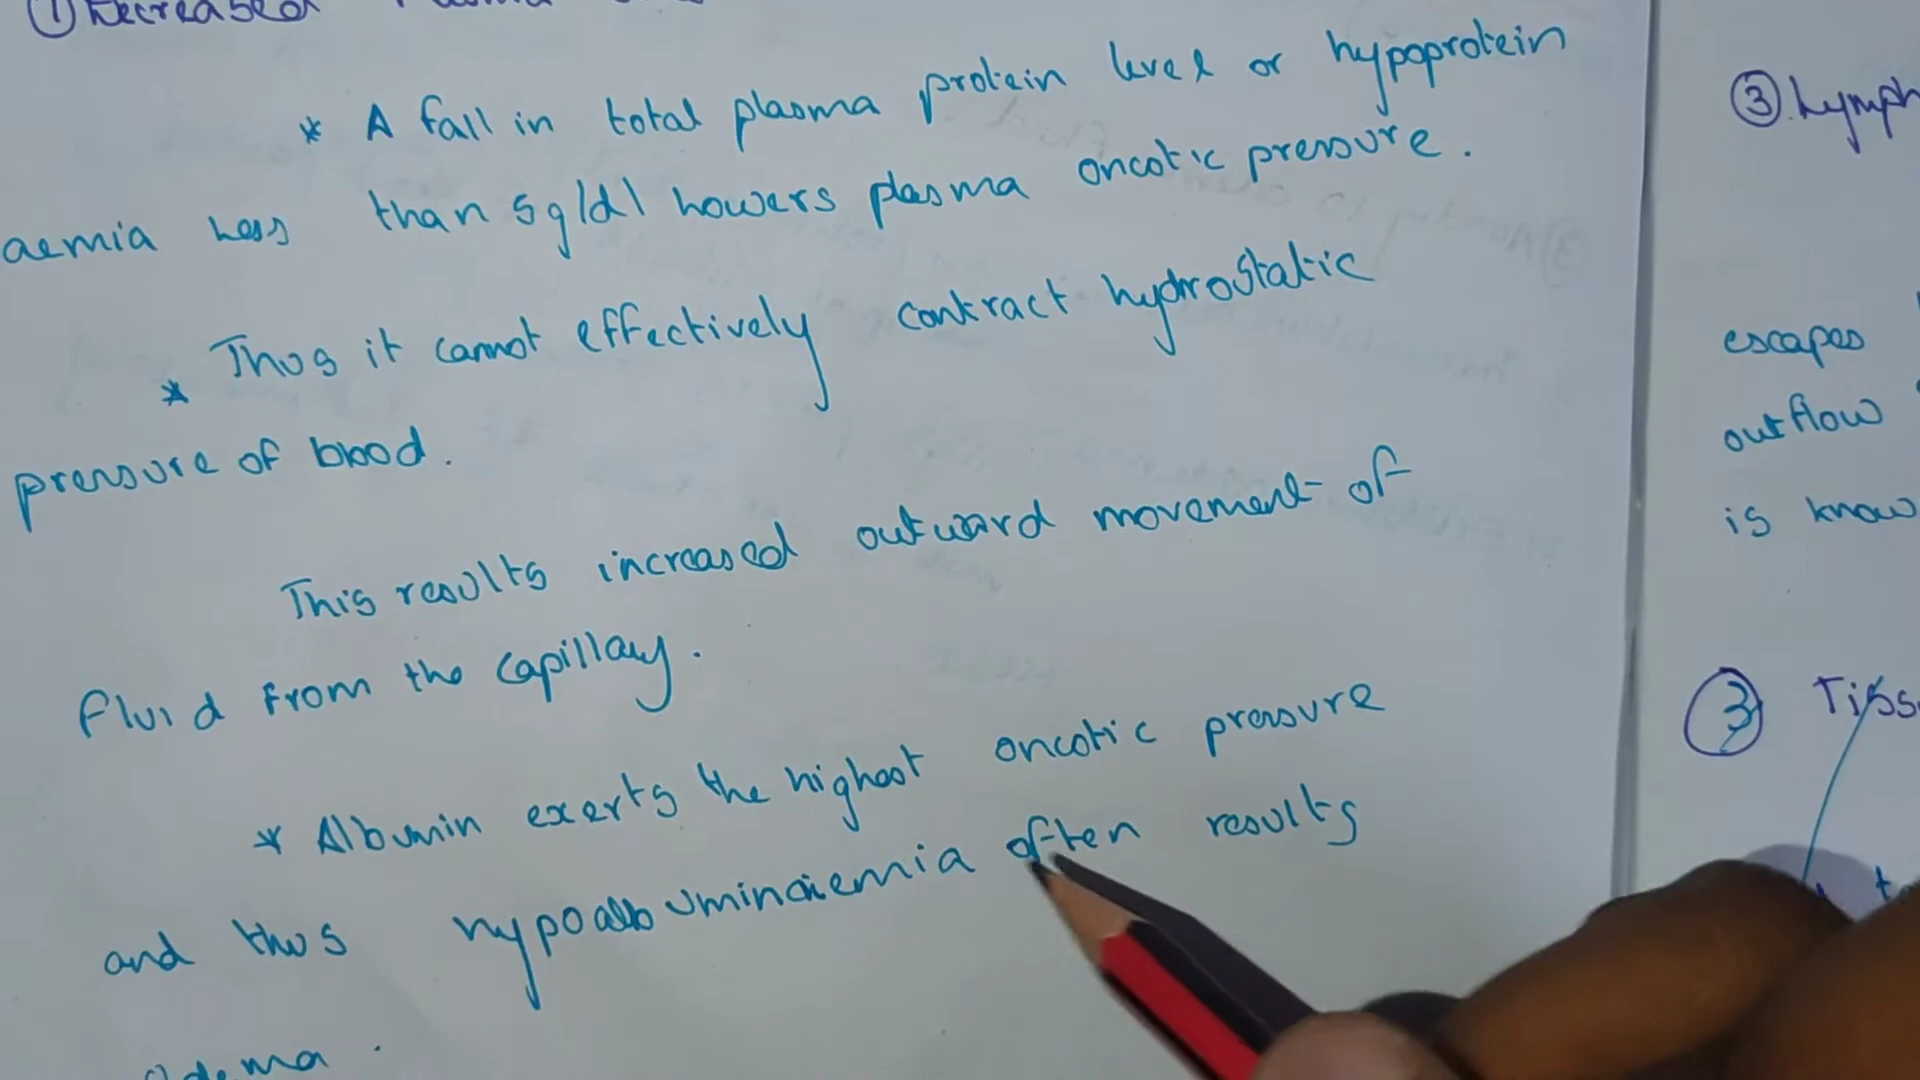 ① Decreased Plasma
* A fall in total plasma protein level or hypoprotein
aemia less than 5g/dl lowers plasma oncotic pressure.
* Thus it cannot effectively contract hydrostatic
pressure of blood.
This results increased outward movement of
fluid from the capillary.
* Albumin exerts the highest oncotic pressure
and thus hypoalbuminaemia often results
Odema.
③ Lymph
escapes
outflow
is know
③ Tiss